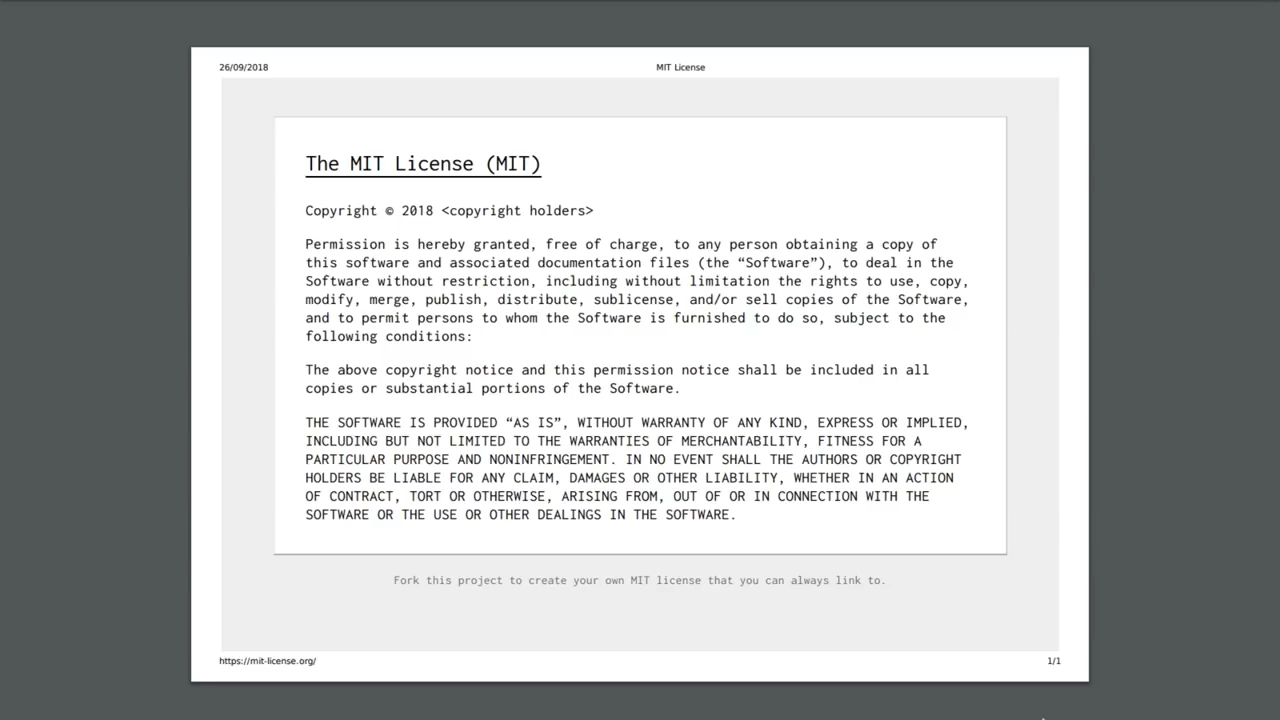 26/09/2018
MIT License
The MIT License (MIT)
Copyright © 2018 <copyright holders>
Permission is hereby granted, free of charge, to any person obtaining a copy of
this software and associated documentation files (the “Software”), to deal in the
Software without restriction, including without limitation the rights to use, copy,
modify, merge, publish, distribute, sublicense, and/or sell copies of the Software,
and to permit persons to whom the Software is furnished to do so, subject to the
following conditions:
The above copyright notice and this permission notice shall be included in all
copies or substantial portions of the Software.
THE SOFTWARE IS PROVIDED “AS IS”, WITHOUT WARRANTY OF ANY KIND, EXPRESS OR IMPLIED,
INCLUDING BUT NOT LIMITED TO THE WARRANTIES OF MERCHANTABILITY, FITNESS FOR A
PARTICULAR PURPOSE AND NONINFRINGEMENT. IN NO EVENT SHALL THE AUTHORS OR COPYRIGHT
HOLDERS BE LIABLE FOR ANY CLAIM, DAMAGES OR OTHER LIABILITY, WHETHER IN AN ACTION
OF CONTRACT, TORT OR OTHERWISE, ARISING FROM, OUT OF OR IN CONNECTION WITH THE
SOFTWARE OR THE USE OR OTHER DEALINGS IN THE SOFTWARE.
Fork this project to create your own MIT license that you can always link to.
https://mit-license.org/
1/1